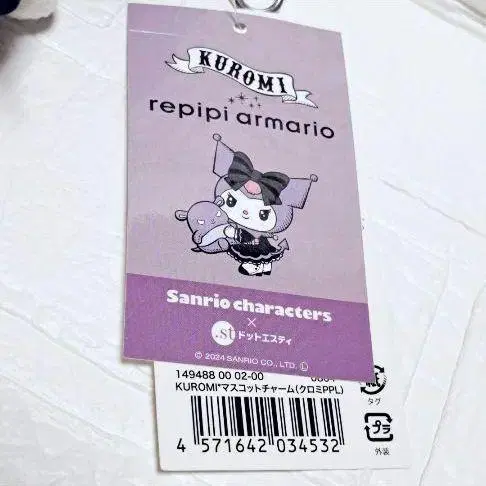 KUROMI
repipi armario
Sanrio characters
×
.st ドットエスティ
© 2024 SANRIO CO., LTD. Ⓛ
149488 00 02-00
KUROMI*マスコットチャーム(クロミPPL)
4 571642 034532
タグ
プラ
外装